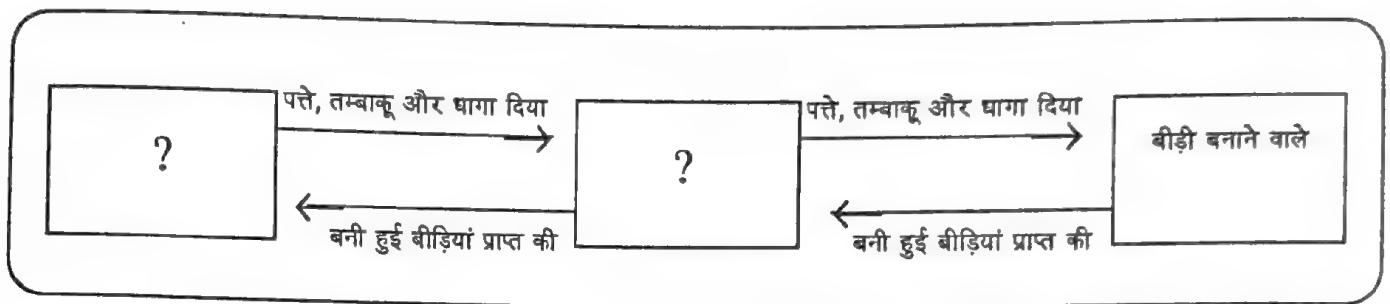 पत्ते, तम्बाकू और धागा दिया
?
बनी हुई बीड़ियां प्राप्त की
पत्ते, तम्बाकू और धागा दिया
?
बनी हुई बीड़ियां प्राप्त की
बीड़ी बनाने वाले